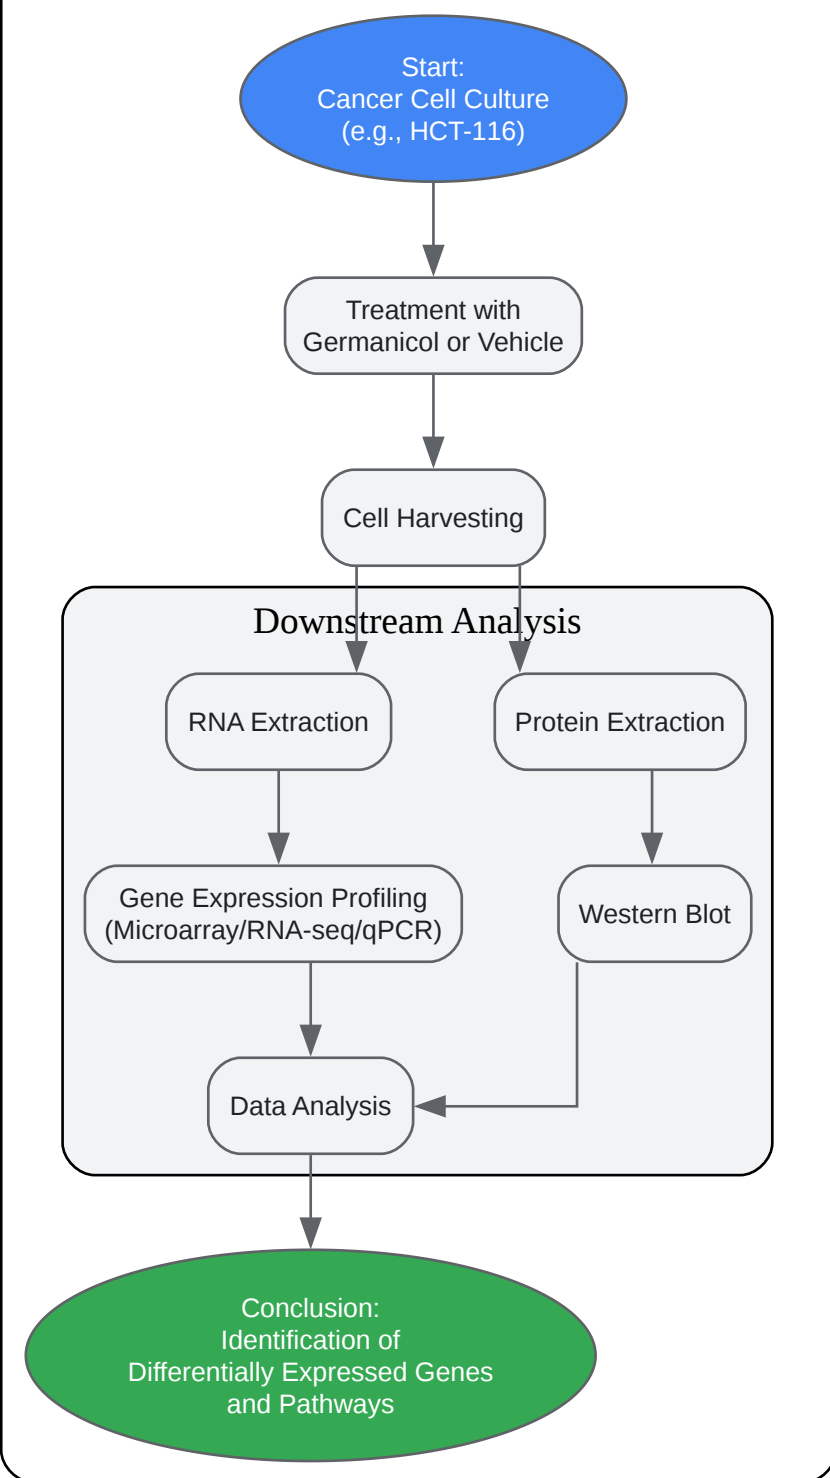 Start:
Cancer Cell Culture
(e.g., HCT-116)
Treatment with
Germanicol or Vehicle
Cell Harvesting
Downstream Analysis
RNA Extraction
Protein Extraction
Gene Expression Profiling
(Microarray/RNA-seq/qPCR)
Western Blot
Data Analysis
Conclusion:
Identification of
Differentially Expressed Genes
and Pathways